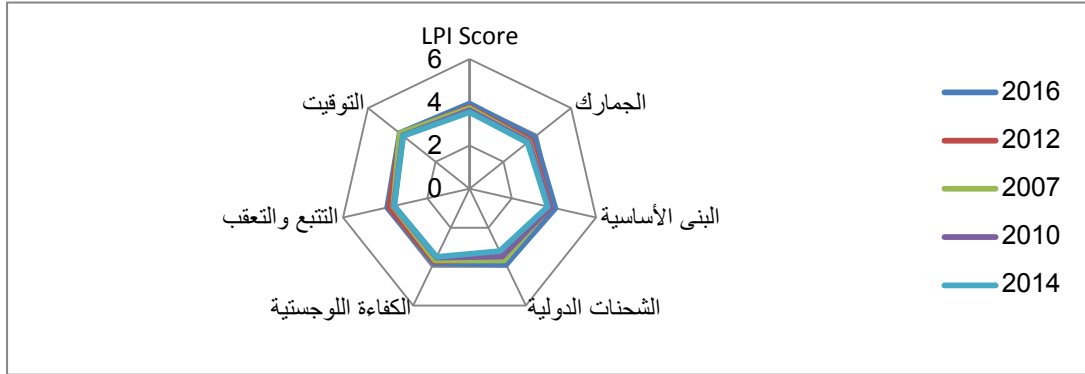 LPI Score
6
4
2
0
الجمارك
البنى الأساسية
الشحنات الدولية
الكفاءة اللوجستية
التتبع والتعقب
التوقيت
2016
2012
2007
2010
2014